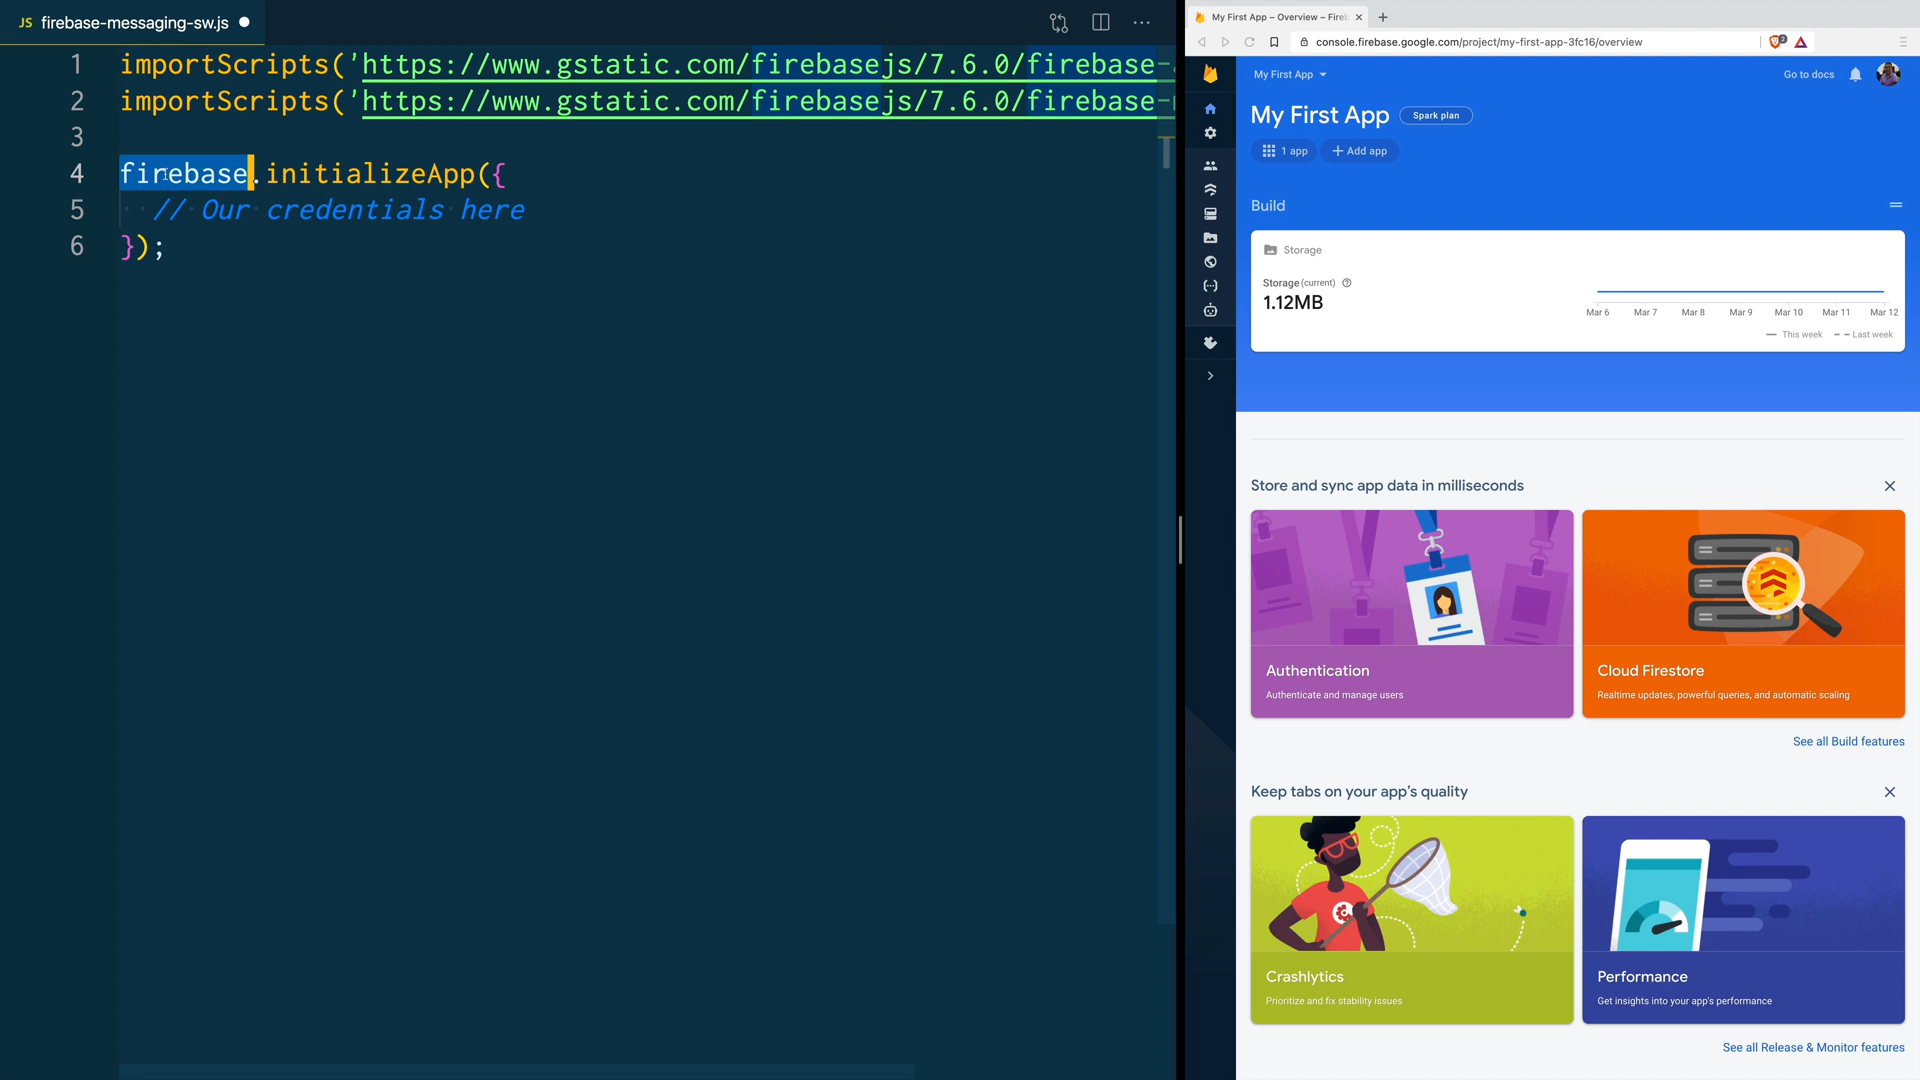 JS firebase-messaging-sw.js
1 importScripts('https://www.gstatic.com/firebasejs/7.6.0/firebase-
2 importScripts('https://www.gstatic.com/firebasejs/7.6.0/firebase-
3
4 firebase.initializeApp({
5 // Our credentials here
6 });
My First App – Overview – Fire
console.firebase.google.com/project/my-first-app-3fc16/overview
2
My First App
Go to docs
My First App
Spark plan
1 app
+ Add app
Build
Storage
Storage (current)
1.12MB
Mar 6 Mar 7 Mar 8 Mar 9 Mar 10 Mar 11 Mar 12
This week Last week
Store and sync app data in milliseconds
Authentication
Authenticate and manage users
Cloud Firestore
Realtime updates, powerful queries, and automatic scaling
See all Build features
Keep tabs on your app’s quality
Crashlytics
Prioritize and fix stability issues
Performance
Get insights into your app's performance
See all Release & Monitor features